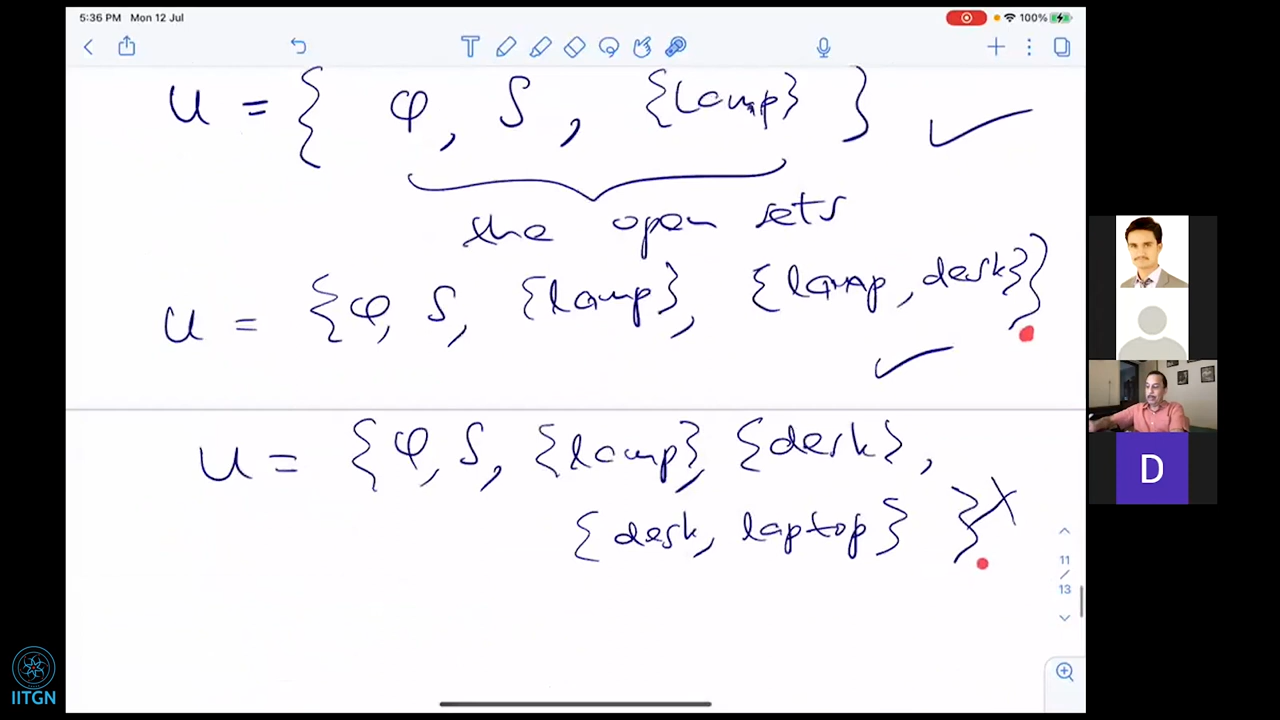 5:36 PM Mon 12 Jul
100%
U = { φ, S, {lamp} }
the open sets
U = {φ, S, {lamp}, {lamp, desk}}
U = {φ, S, {lamp}, {desk},
{desk, laptop} }
11
/
13
D
IITGN